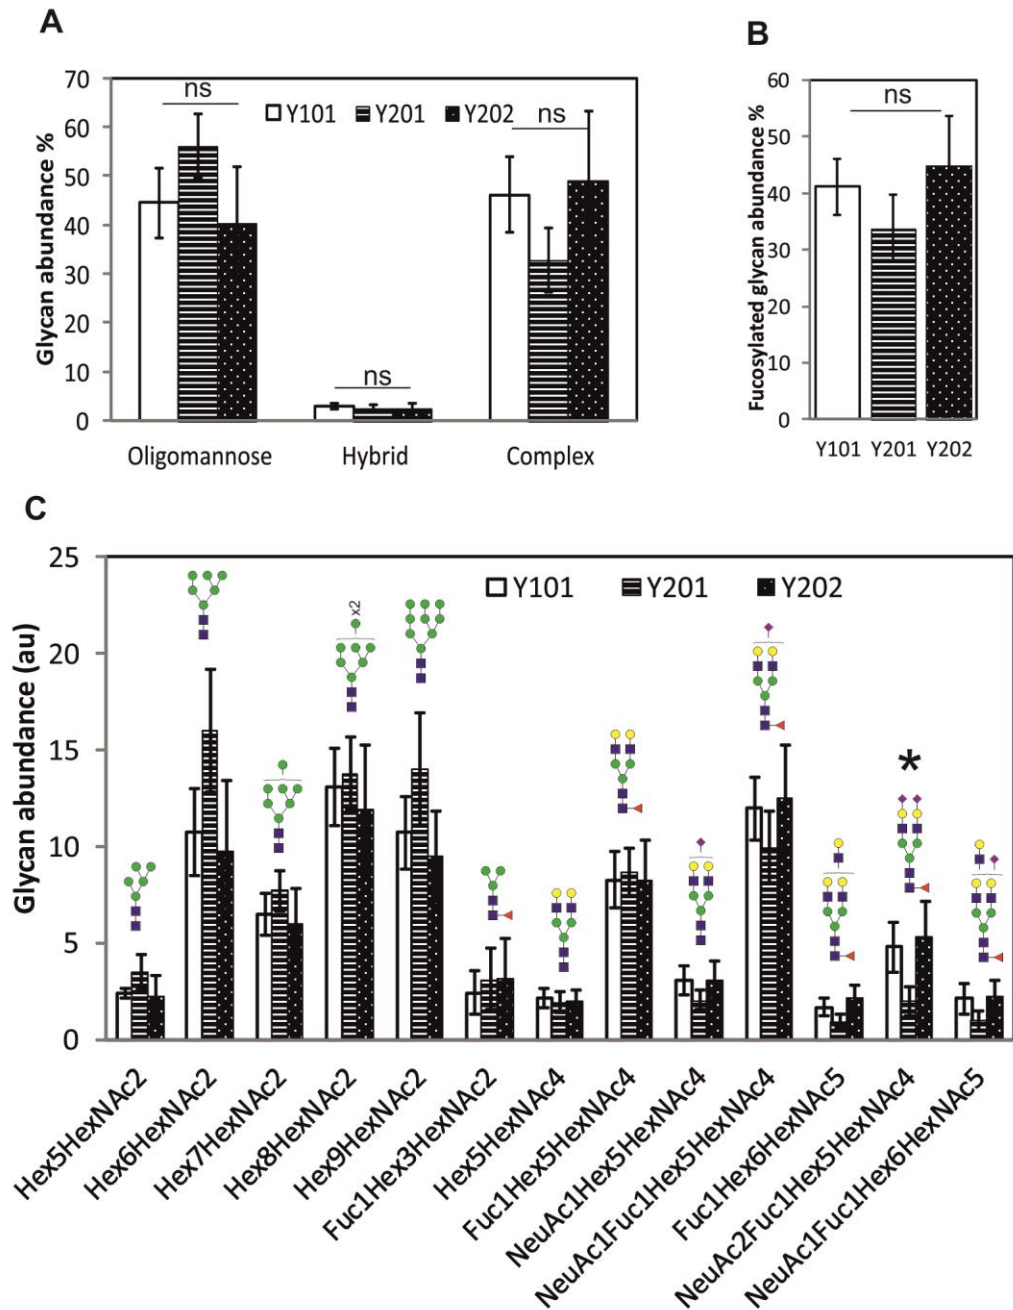 A
Glycan abundance %
70
60
50
40
30
20
10
0
ns
Y101 Y201 Y202
ns
ns
Oligomannose Hybrid Complex
B
Fucosylated glycan abundance %
60
50
40
30
20
10
0
ns
Y101 Y201 Y202
C
Glycan abundance (au)
25
20
15
10
5
0
Y101 Y201 Y202
x2
*
Hex5HexNAc2
Hex6HexNAc2
Hex7HexNAc2
Hex8HexNAc2
Hex9HexNAc2
Fuc1Hex3HexNAc2
Hex5HexNAc4
Fuc1Hex5HexNAc4
NeuAc1Hex5HexNAc4
NeuAc1Fuc1Hex5HexNAc4
Fuc1Hex6HexNAc5
NeuAc2Fuc1Hex5HexNAc4
NeuAc1Fuc1Hex6HexNAc5